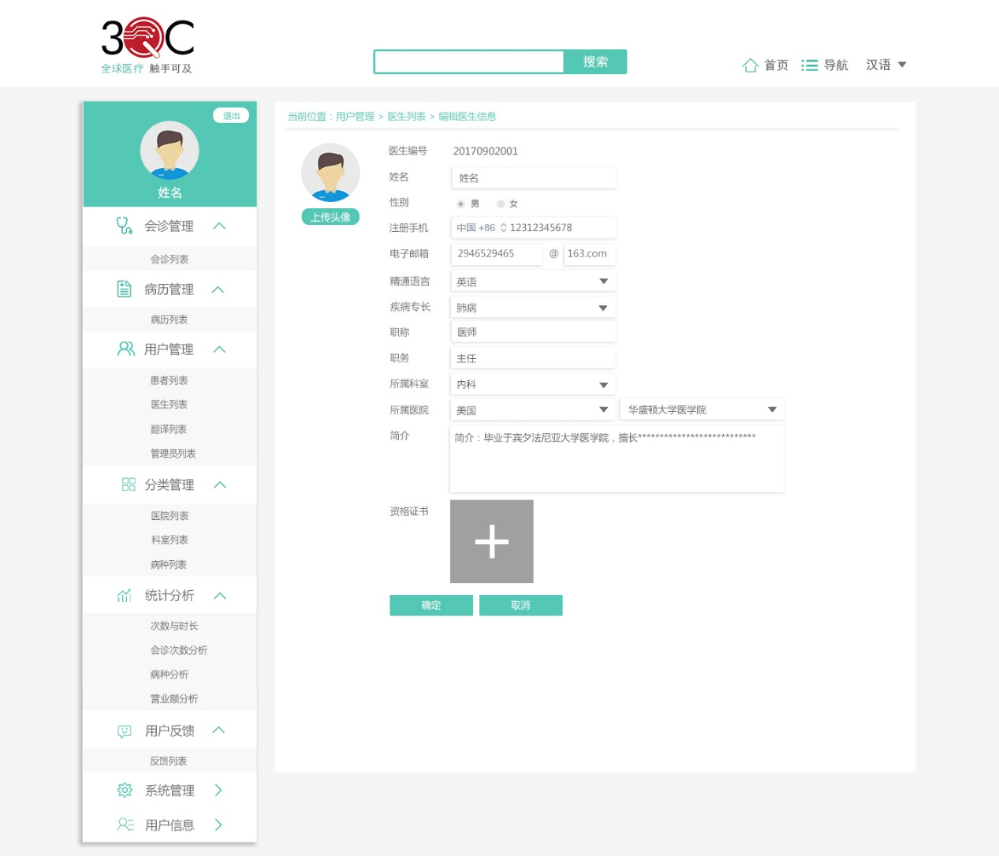 3QC
全球医疗 触手可及
搜索
首页 导航 汉语
退出
姓名
会诊管理
会诊列表
病历管理
病历列表
用户管理
患者列表
医生列表
翻译列表
管理员列表
分类管理
医院列表
科室列表
病种列表
统计分析
次数与时长
会诊次数分析
病种分析
营业额分析
用户反馈
反馈列表
系统管理
用户信息
当前位置：用户管理 > 医生列表 > 编辑医生信息
上传头像
医生编号 20170902001
姓名 姓名
性别 男 女
注册手机 中国 +86 12312345678
电子邮箱 2946529465 @ 163.com
精通语言 英语
疾病专长 肺病
职称 医师
职务 主任
所属科室 内科
所属医院 美国 华盛顿大学医学院
简介 简介：毕业于宾夕法尼亚大学医学院，擅长***************************
资格证书
确定 取消